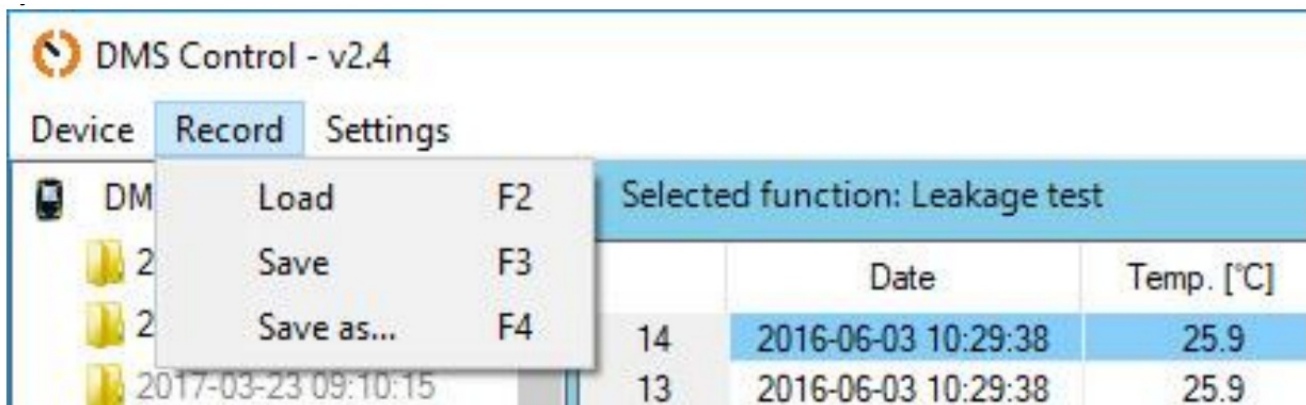 DMS Control - v2.4
Device Record Settings
DM
Load F2
Save F3
Save as... F4
2
2
2017-03-23 09:10:15
Selected function: Leakage test
Date Temp. [°C]
14 2016-06-03 10:29:38 25.9
13 2016-06-03 10:29:38 25.9